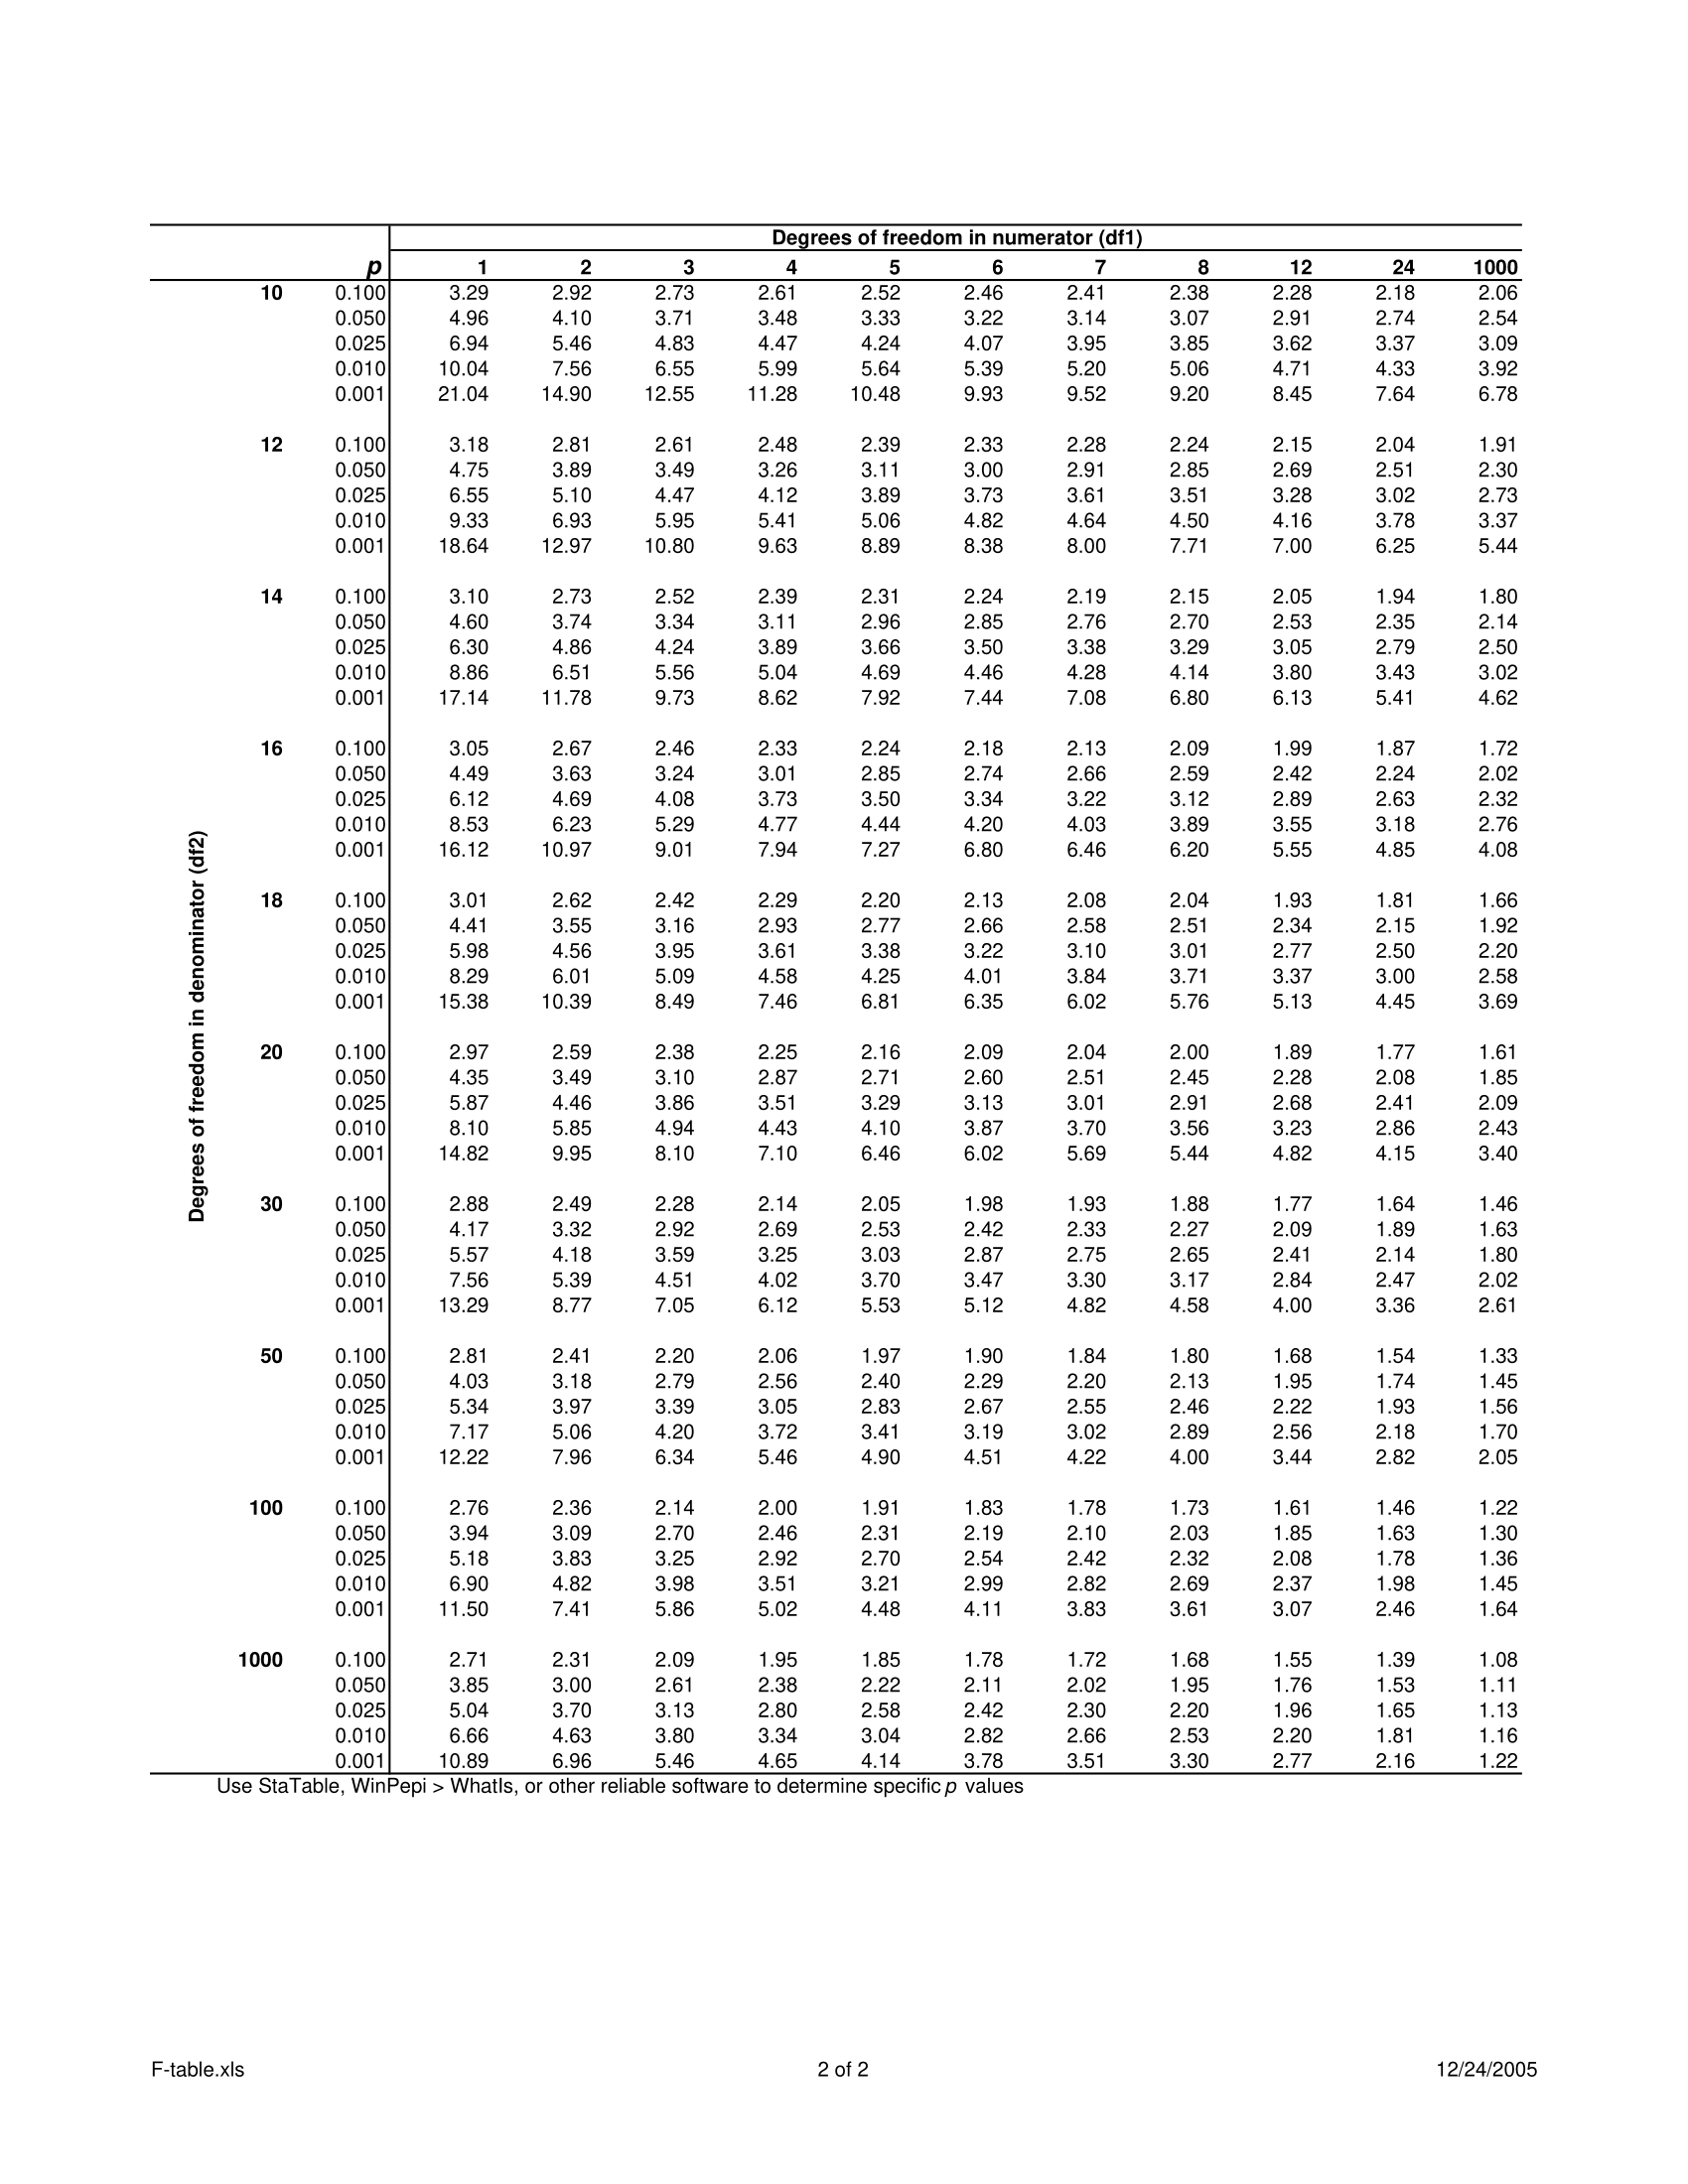 Degrees of freedom in numerator (df1)
p 1 2 3 4 5 6 7 8 12 24 1000
Degrees of freedom in denominator (df2)
10 0.100 3.29 2.92 2.73 2.61 2.52 2.46 2.41 2.38 2.28 2.18 2.06
0.050 4.96 4.10 3.71 3.48 3.33 3.22 3.14 3.07 2.91 2.74 2.54
0.025 6.94 5.46 4.83 4.47 4.24 4.07 3.95 3.85 3.62 3.37 3.09
0.010 10.04 7.56 6.55 5.99 5.64 5.39 5.20 5.06 4.71 4.33 3.92
0.001 21.04 14.90 12.55 11.28 10.48 9.93 9.52 9.20 8.45 7.64 6.78
12 0.100 3.18 2.81 2.61 2.48 2.39 2.33 2.28 2.24 2.15 2.04 1.91
0.050 4.75 3.89 3.49 3.26 3.11 3.00 2.91 2.85 2.69 2.51 2.30
0.025 6.55 5.10 4.47 4.12 3.89 3.73 3.61 3.51 3.28 3.02 2.73
0.010 9.33 6.93 5.95 5.41 5.06 4.82 4.64 4.50 4.16 3.78 3.37
0.001 18.64 12.97 10.80 9.63 8.89 8.38 8.00 7.71 7.00 6.25 5.44
14 0.100 3.10 2.73 2.52 2.39 2.31 2.24 2.19 2.15 2.05 1.94 1.80
0.050 4.60 3.74 3.34 3.11 2.96 2.85 2.76 2.70 2.53 2.35 2.14
0.025 6.30 4.86 4.24 3.89 3.66 3.50 3.38 3.29 3.05 2.79 2.50
0.010 8.86 6.51 5.56 5.04 4.69 4.46 4.28 4.14 3.80 3.43 3.02
0.001 17.14 11.78 9.73 8.62 7.92 7.44 7.08 6.80 6.13 5.41 4.62
16 0.100 3.05 2.67 2.46 2.33 2.24 2.18 2.13 2.09 1.99 1.87 1.72
0.050 4.49 3.63 3.24 3.01 2.85 2.74 2.66 2.59 2.42 2.24 2.02
0.025 6.12 4.69 4.08 3.73 3.50 3.34 3.22 3.12 2.89 2.63 2.32
0.010 8.53 6.23 5.29 4.77 4.44 4.20 4.03 3.89 3.55 3.18 2.76
0.001 16.12 10.97 9.01 7.94 7.27 6.80 6.46 6.20 5.55 4.85 4.08
18 0.100 3.01 2.62 2.42 2.29 2.20 2.13 2.08 2.04 1.93 1.81 1.66
0.050 4.41 3.55 3.16 2.93 2.77 2.66 2.58 2.51 2.34 2.15 1.92
0.025 5.98 4.56 3.95 3.61 3.38 3.22 3.10 3.01 2.77 2.50 2.20
0.010 8.29 6.01 5.09 4.58 4.25 4.01 3.84 3.71 3.37 3.00 2.58
0.001 15.38 10.39 8.49 7.46 6.81 6.35 6.02 5.76 5.13 4.45 3.69
20 0.100 2.97 2.59 2.38 2.25 2.16 2.09 2.04 2.00 1.89 1.77 1.61
0.050 4.35 3.49 3.10 2.87 2.71 2.60 2.51 2.45 2.28 2.08 1.85
0.025 5.87 4.46 3.86 3.51 3.29 3.13 3.01 2.91 2.68 2.41 2.09
0.010 8.10 5.85 4.94 4.43 4.10 3.87 3.70 3.56 3.23 2.86 2.43
0.001 14.82 9.95 8.10 7.10 6.46 6.02 5.69 5.44 4.82 4.15 3.40
30 0.100 2.88 2.49 2.28 2.14 2.05 1.98 1.93 1.88 1.77 1.64 1.46
0.050 4.17 3.32 2.92 2.69 2.53 2.42 2.33 2.27 2.09 1.89 1.63
0.025 5.57 4.18 3.59 3.25 3.03 2.87 2.75 2.65 2.41 2.14 1.80
0.010 7.56 5.39 4.51 4.02 3.70 3.47 3.30 3.17 2.84 2.47 2.02
0.001 13.29 8.77 7.05 6.12 5.53 5.12 4.82 4.58 4.00 3.36 2.61
50 0.100 2.81 2.41 2.20 2.06 1.97 1.90 1.84 1.80 1.68 1.54 1.33
0.050 4.03 3.18 2.79 2.56 2.40 2.29 2.20 2.13 1.95 1.74 1.45
0.025 5.34 3.97 3.39 3.05 2.83 2.67 2.55 2.46 2.22 1.93 1.56
0.010 7.17 5.06 4.20 3.72 3.41 3.19 3.02 2.89 2.56 2.18 1.70
0.001 12.22 7.96 6.34 5.46 4.90 4.51 4.22 4.00 3.44 2.82 2.05
100 0.100 2.76 2.36 2.14 2.00 1.91 1.83 1.78 1.73 1.61 1.46 1.22
0.050 3.94 3.09 2.70 2.46 2.31 2.19 2.10 2.03 1.85 1.63 1.30
0.025 5.18 3.83 3.25 2.92 2.70 2.54 2.42 2.32 2.08 1.78 1.36
0.010 6.90 4.82 3.98 3.51 3.21 2.99 2.82 2.69 2.37 1.98 1.45
0.001 11.50 7.41 5.86 5.02 4.48 4.11 3.83 3.61 3.07 2.46 1.64
1000 0.100 2.71 2.31 2.09 1.95 1.85 1.78 1.72 1.68 1.55 1.39 1.08
0.050 3.85 3.00 2.61 2.38 2.22 2.11 2.02 1.95 1.76 1.53 1.11
0.025 5.04 3.70 3.13 2.80 2.58 2.42 2.30 2.20 1.96 1.65 1.13
0.010 6.66 4.63 3.80 3.34 3.04 2.82 2.66 2.53 2.20 1.81 1.16
0.001 10.89 6.96 5.46 4.65 4.14 3.78 3.51 3.30 2.77 2.16 1.22
Use StaTable, WinPepi > WhatIs, or other reliable software to determine specific p values
F-table.xls 2 of 2 12/24/2005